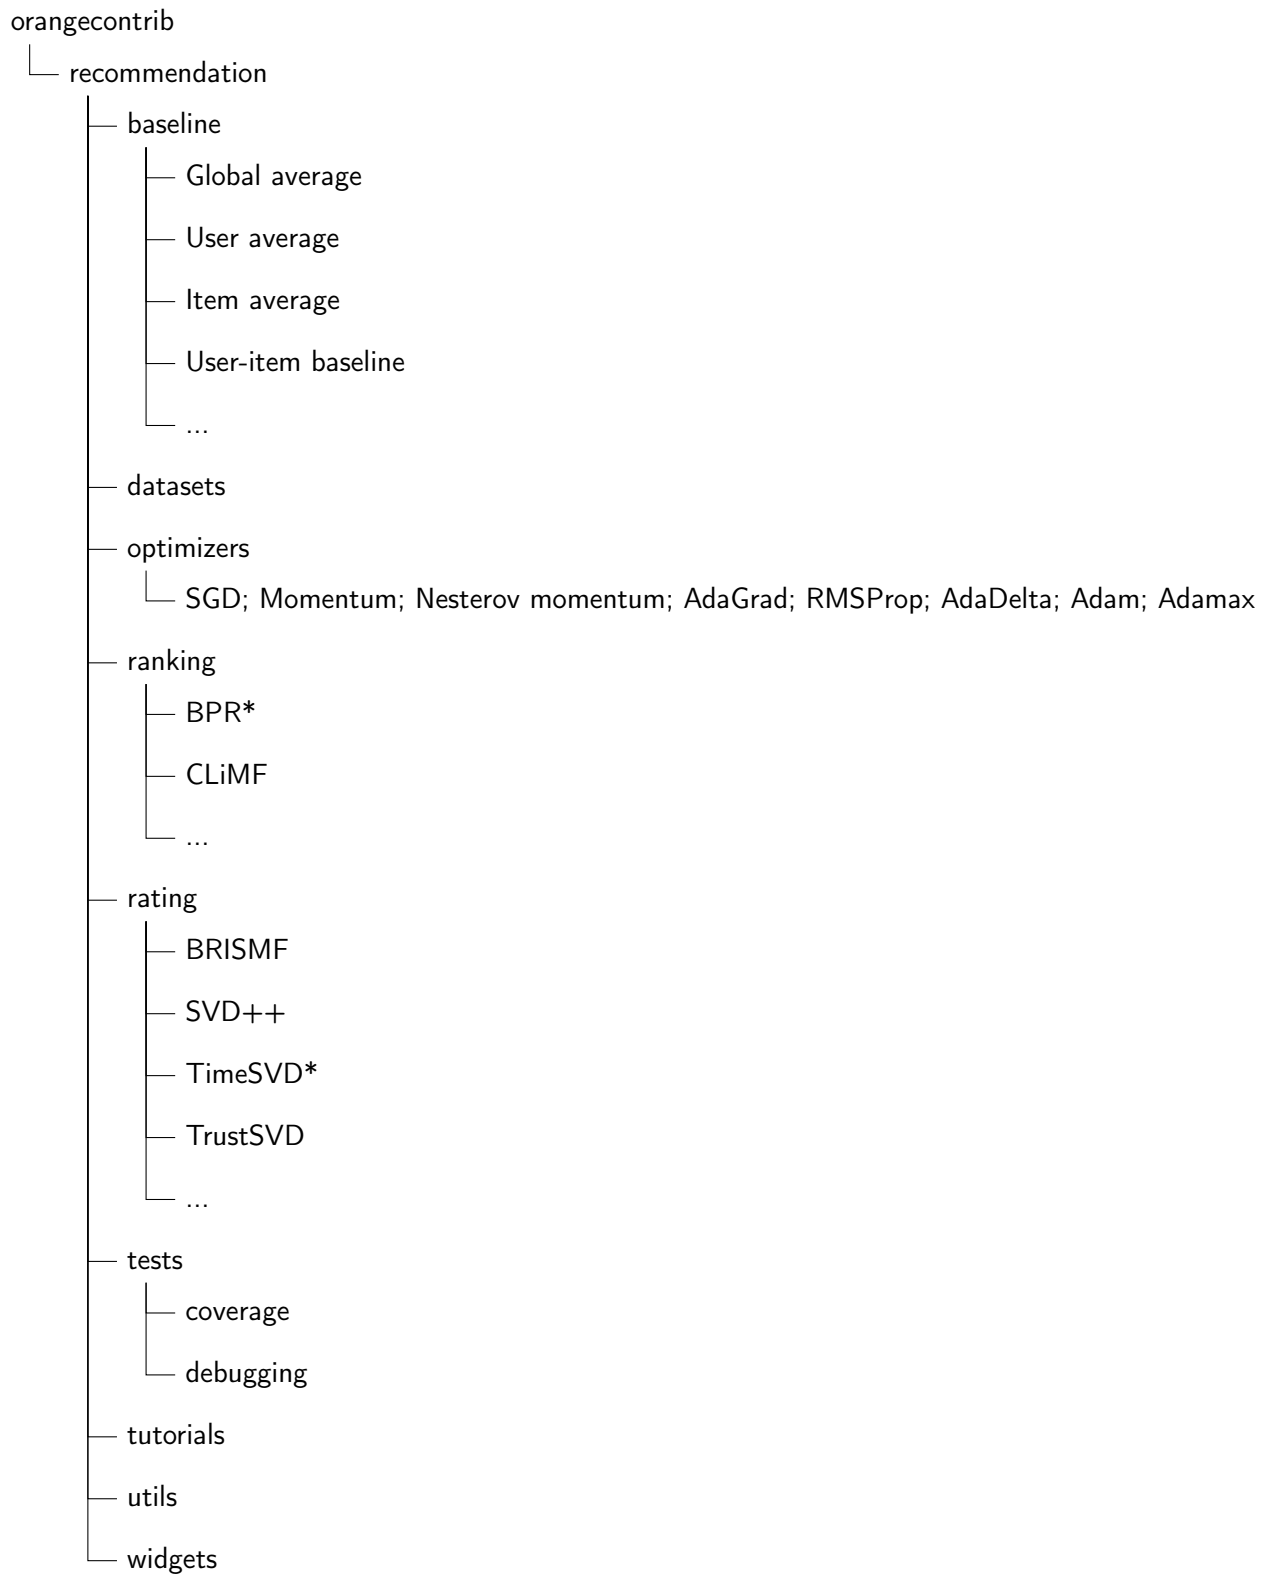 orangecontrib
recommendation
baseline
Global average
User average
Item average
User-item baseline
...
datasets
optimizers
SGD; Momentum; Nesterov momentum; AdaGrad; RMSProp; AdaDelta; Adam; Adamax
ranking
BPR*
CLiMF
...
rating
BRISMF
SVD++
TimeSVD*
TrustSVD
...
tests
coverage
debugging
tutorials
utils
widgets